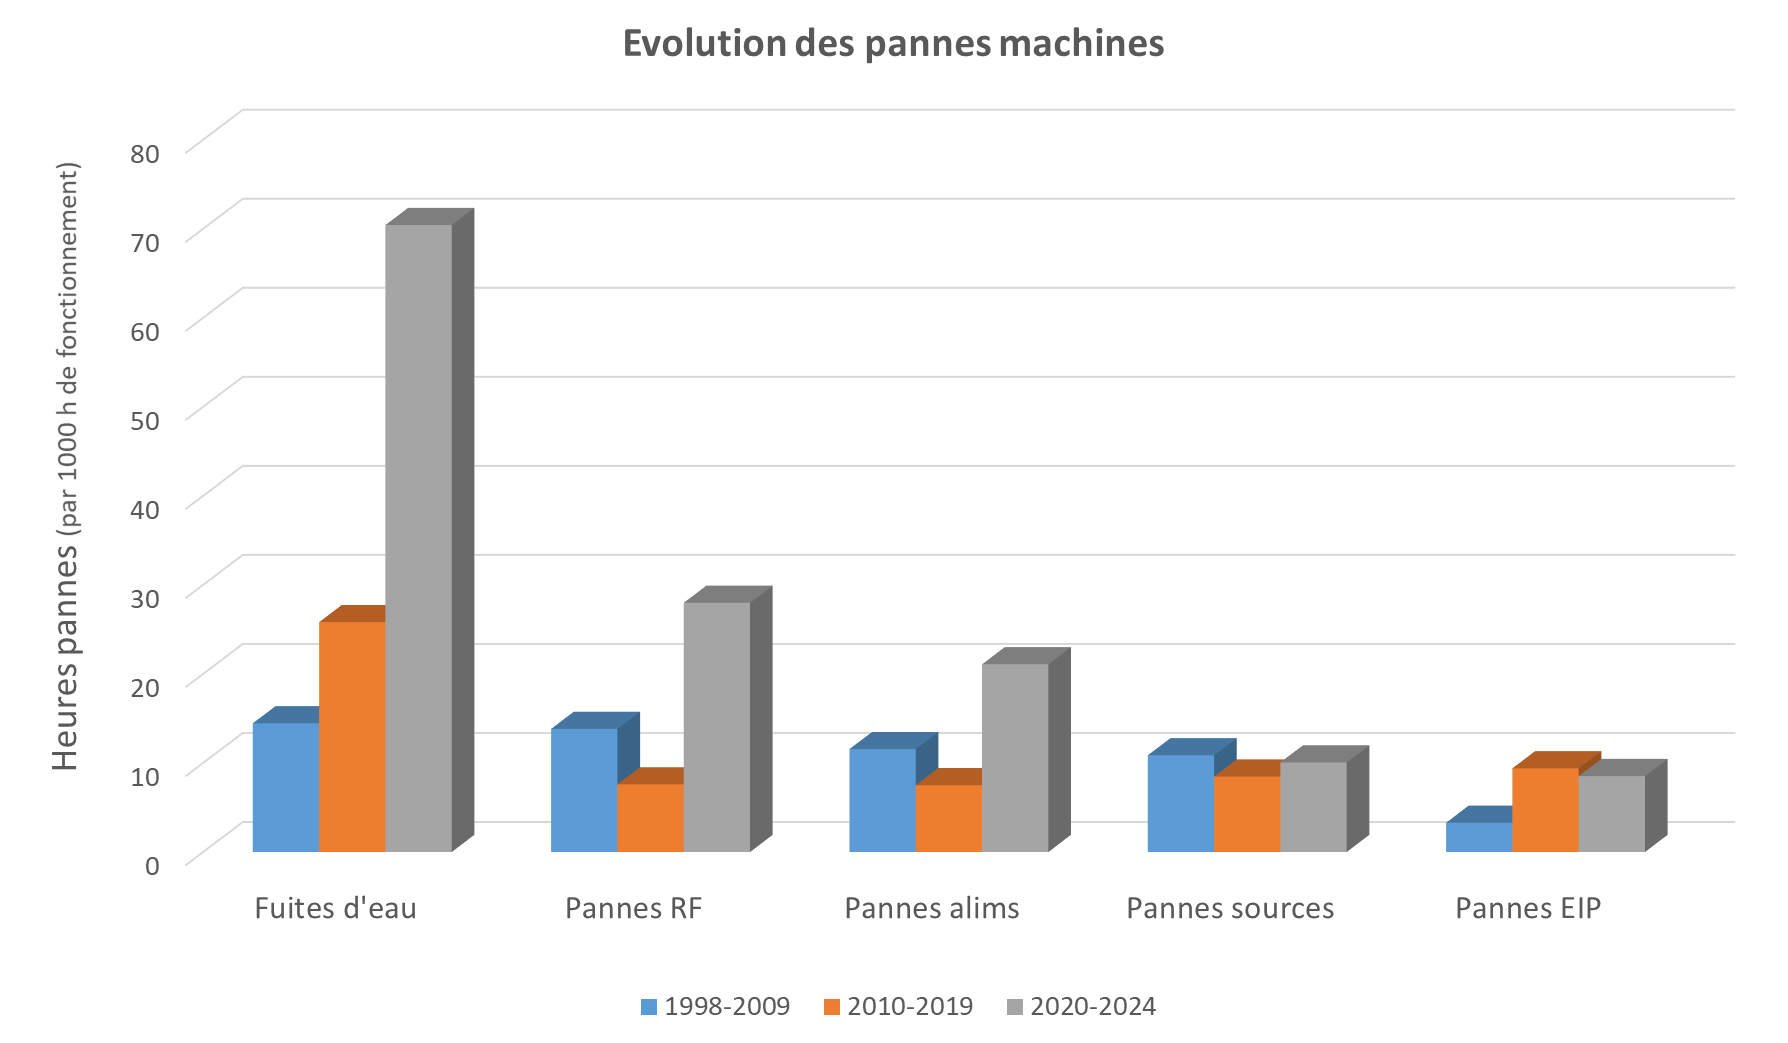 Evolution des pannes machines
Heures pannes (par 1000 h de fonctionnement)
80
70
60
50
40
30
20
10
0
Fuites d'eau
Pannes RF
Pannes alims
Pannes sources
Pannes EIP
1998-2009
2010-2019
2020-2024